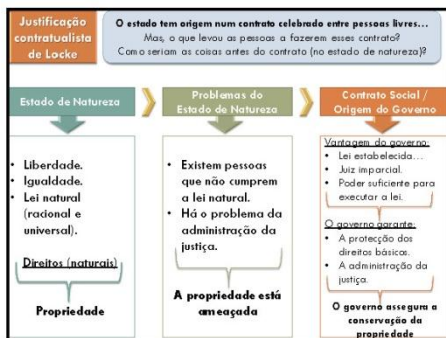 Justificação
contratualista
de Locke
O estado tem origem num contrato celebrado entre pessoas livres...
Mas, o que levou as pessoas a fazerem esses contrato?
Como seriam as coisas antes do contrato (no estado de natureza)?
Estado de Natureza
Problemas do
Estado de Natureza
Contrato Social /
Origem do Governo
• Liberdade.
• Igualdade.
• Lei natural
(racional e
universal).
Direitos (naturais)
Propriedade
• Existem pessoas
que não cumprem
a lei natural.
• Há o problema da
administração da
justiça.
A propriedade está
ameaçada
Vantagem do governo:
• Lei estabelecida...
• Juiz imparcial.
• Poder suficiente para
executar a lei.
O governo garante:
• A protecção dos
direitos básicos.
• A administração da
justiça.
O governo assegura a
conservação da
propriedade